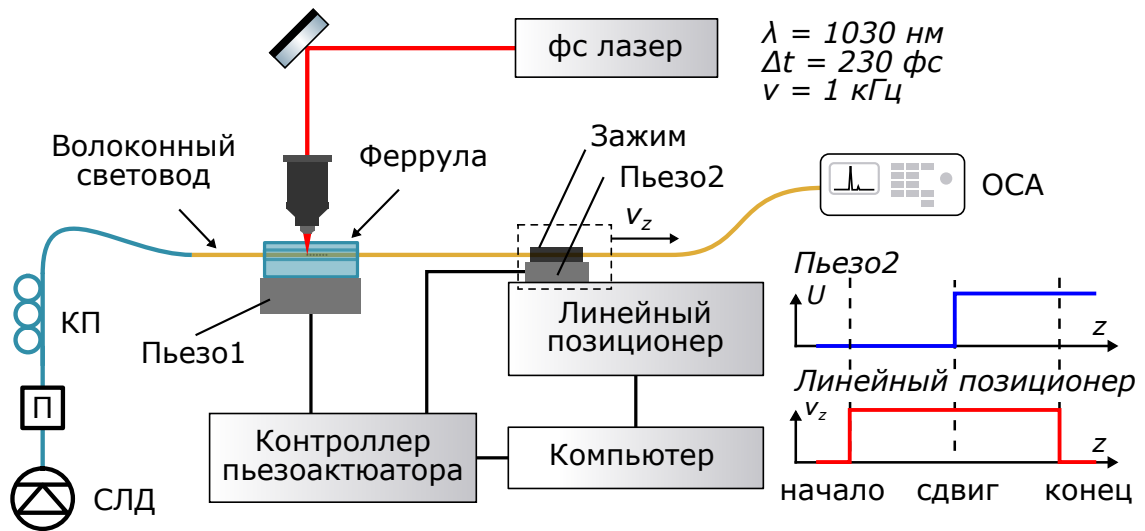 фс лазер
λ = 1030 нм
Δt = 230 фс
ν = 1 кГц
Волоконный
световод
Феррула
Зажим
Пьезо2
v_z
ОСА
КП
Пьезо1
Линейный
позиционер
П
Контроллер
пьезоактюатора
Компьютер
СЛД
Пьезо2
U
z
Линейный позиционер
v_z
z
начало
сдвиг
конец